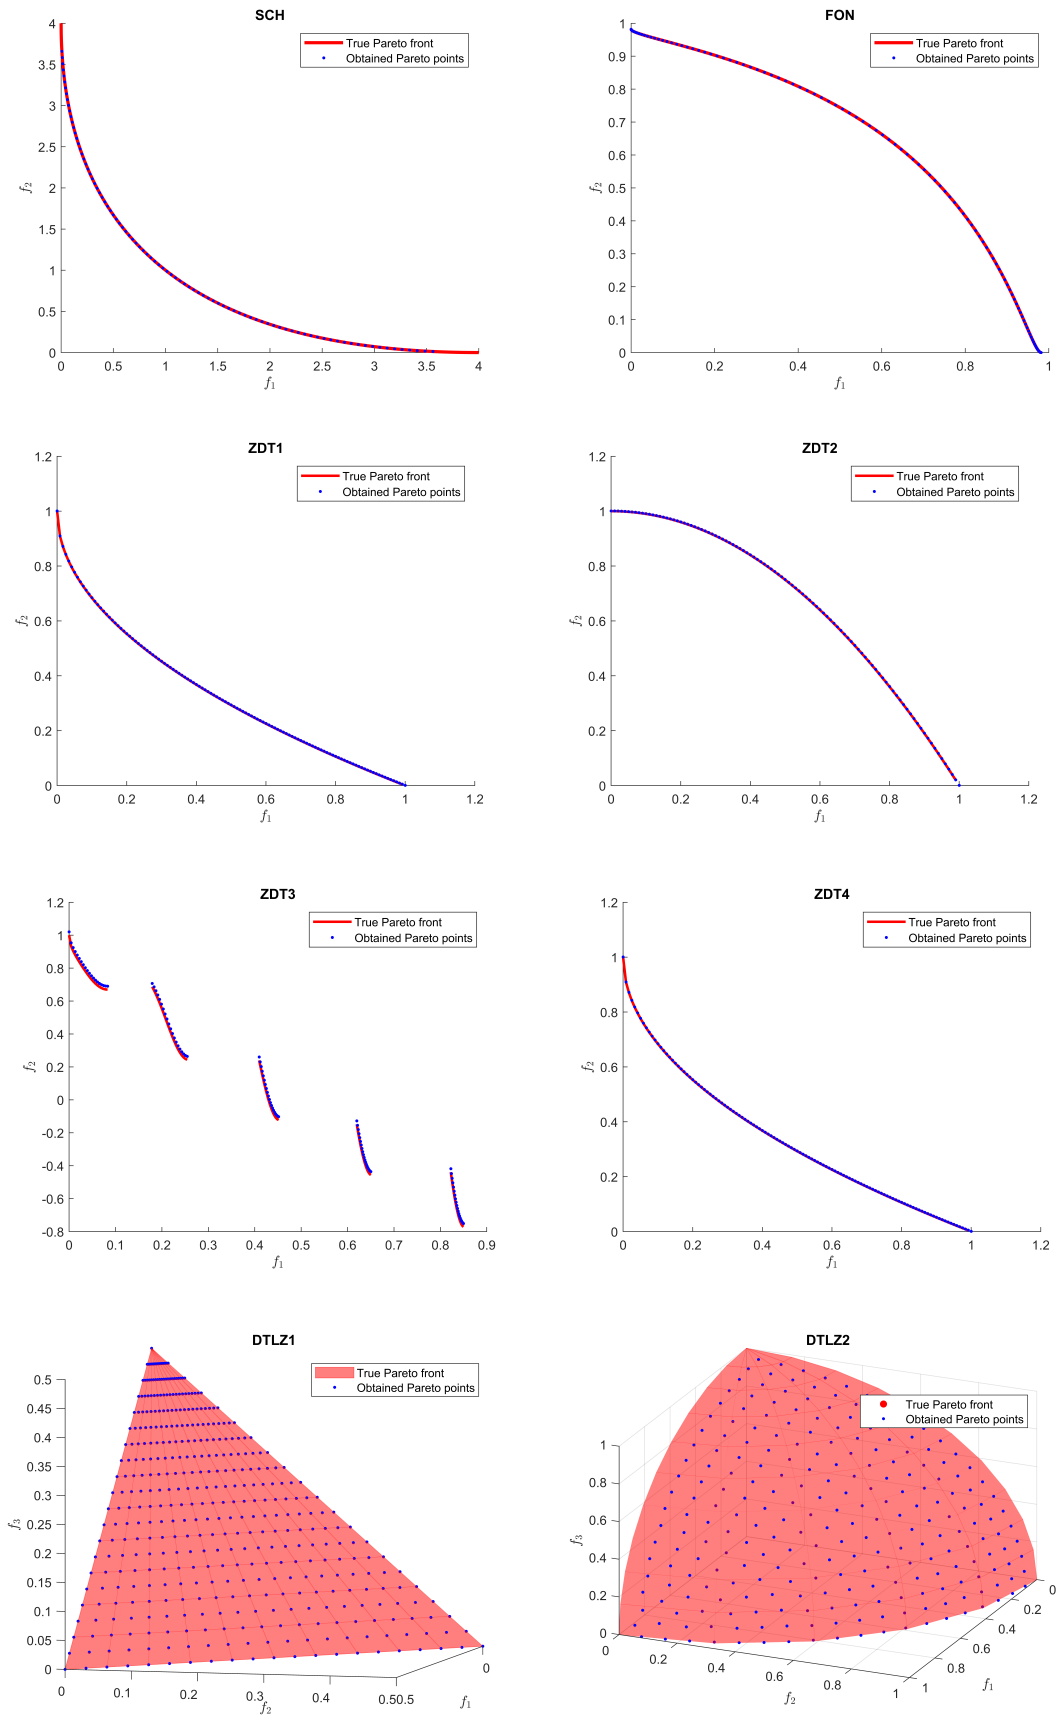 SCH
True Pareto front
Obtained Pareto points
4
3.5
3
2.5
2
1.5
1
0.5
0
f2
0 0.5 1 1.5 2 2.5 3 3.5 4
f1
FON
True Pareto front
Obtained Pareto points
1
0.9
0.8
0.7
0.6
0.5
0.4
0.3
0.2
0.1
0
f2
0 0.2 0.4 0.6 0.8 1
f1
ZDT1
True Pareto front
Obtained Pareto points
1.2
1
0.8
0.6
0.4
0.2
0
f2
0 0.2 0.4 0.6 0.8 1 1.2
f1
ZDT2
True Pareto front
Obtained Pareto points
1.2
1
0.8
0.6
0.4
0.2
0
f2
0 0.2 0.4 0.6 0.8 1 1.2
f1
ZDT3
True Pareto front
Obtained Pareto points
1.2
1
0.8
0.6
0.4
0.2
0
-0.2
-0.4
-0.6
-0.8
f2
0 0.1 0.2 0.3 0.4 0.5 0.6 0.7 0.8 0.9
f1
ZDT4
True Pareto front
Obtained Pareto points
1.2
1
0.8
0.6
0.4
0.2
0
f2
0 0.2 0.4 0.6 0.8 1 1.2
f1
DTLZ1
True Pareto front
Obtained Pareto points
0.5
0.45
0.4
0.35
0.3
0.25
0.2
0.15
0.1
0.05
0
f3
0 0.1 0.2 0.3 0.4 0.50.5
0
f2
f1
DTLZ2
True Pareto front
Obtained Pareto points
1
0.8
0.6
0.4
0.2
0
f3
0 0.2 0.4 0.6 0.8 1
f2
1 0.8 0.6 0.4 0.2 0
f1